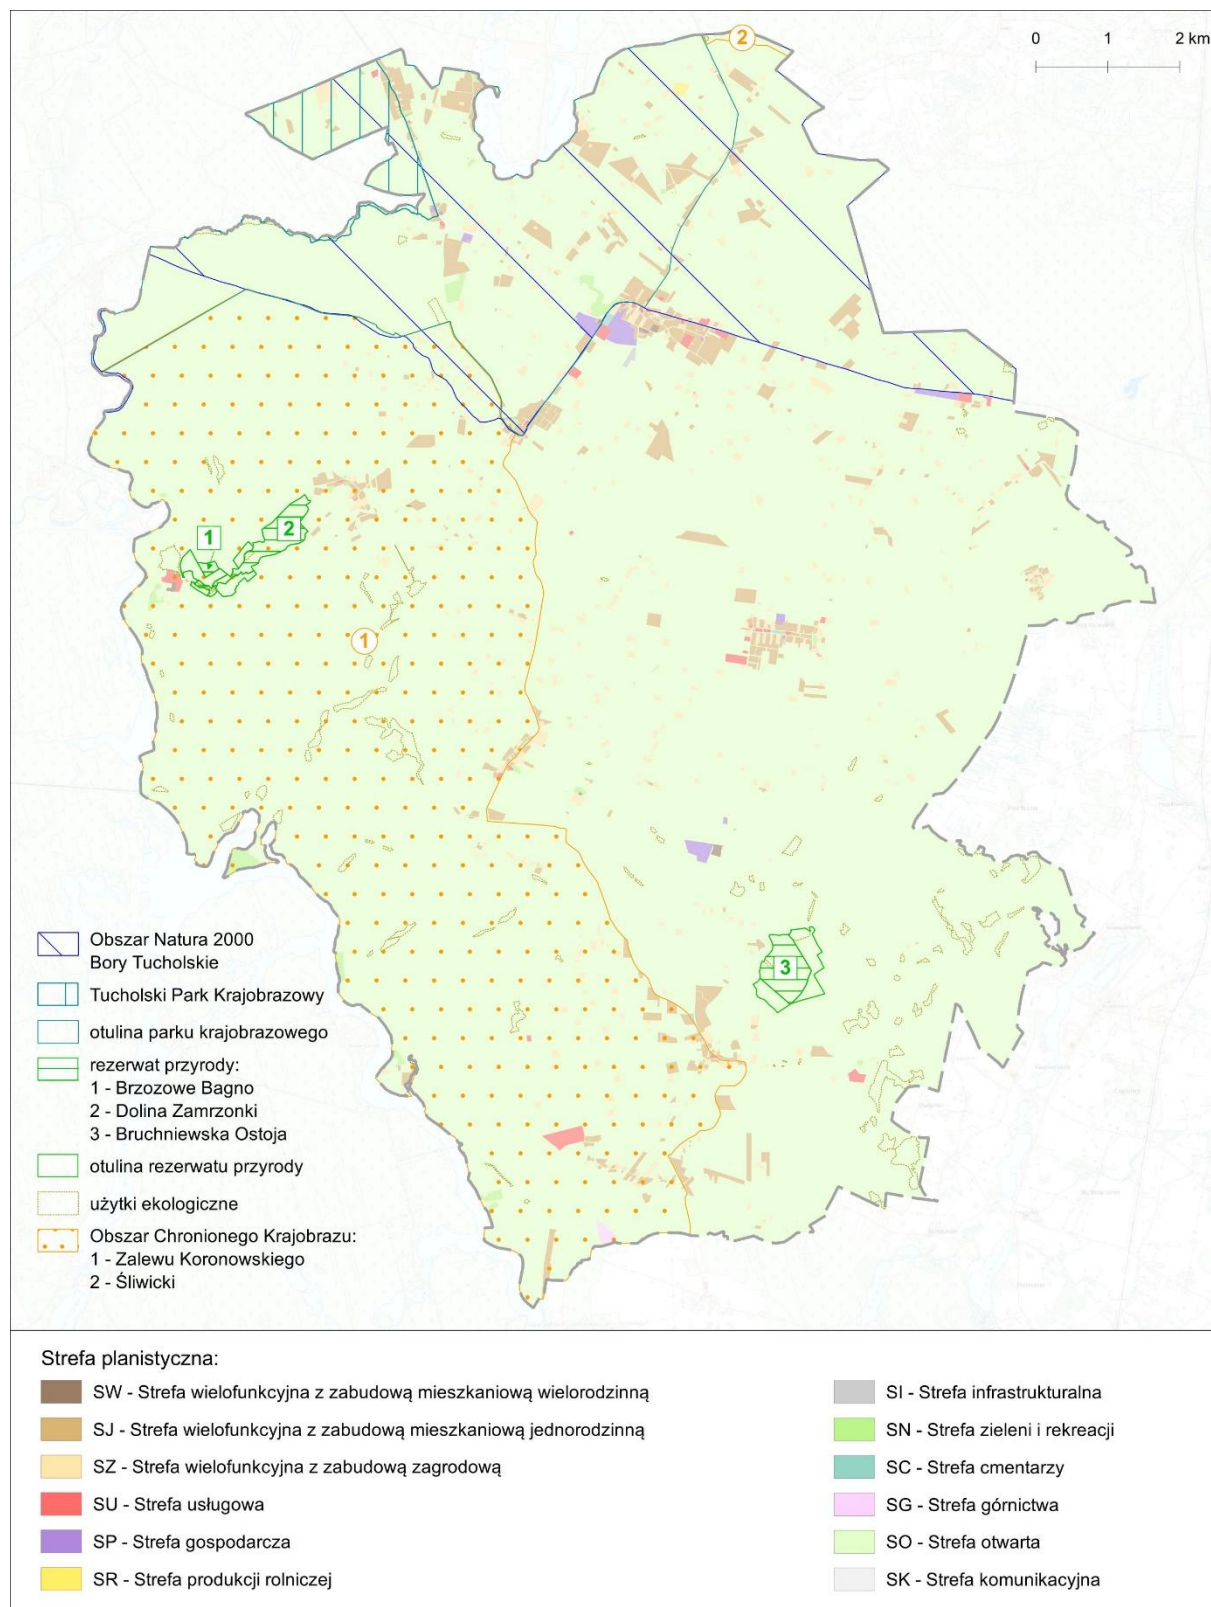 2
0 1 2 km
1
2
1
3
Obszar Natura 2000
Bory Tucholskie
Tucholski Park Krajobrazowy
otulina parku krajobrazowego
rezerwat przyrody:
1 - Brzozowe Bagno
2 - Dolina Zamrzonki
3 - Bruchniewska Ostoja
otulina rezerwatu przyrody
użytki ekologiczne
Obszar Chronionego Krajobrazu:
1 - Zalewu Koronowskiego
2 - Śliwicki
Strefa planistyczna:
SW - Strefa wielofunkcyjna z zabudową mieszkaniową wielorodzinną
SJ - Strefa wielofunkcyjna z zabudową mieszkaniową jednorodzinną
SZ - Strefa wielofunkcyjna z zabudową zagrodową
SU - Strefa usługowa
SP - Strefa gospodarcza
SR - Strefa produkcji rolniczej
SI - Strefa infrastrukturalna
SN - Strefa zieleni i rekreacji
SC - Strefa cmentarzy
SG - Strefa górnictwa
SO - Strefa otwarta
SK - Strefa komunikacyjna